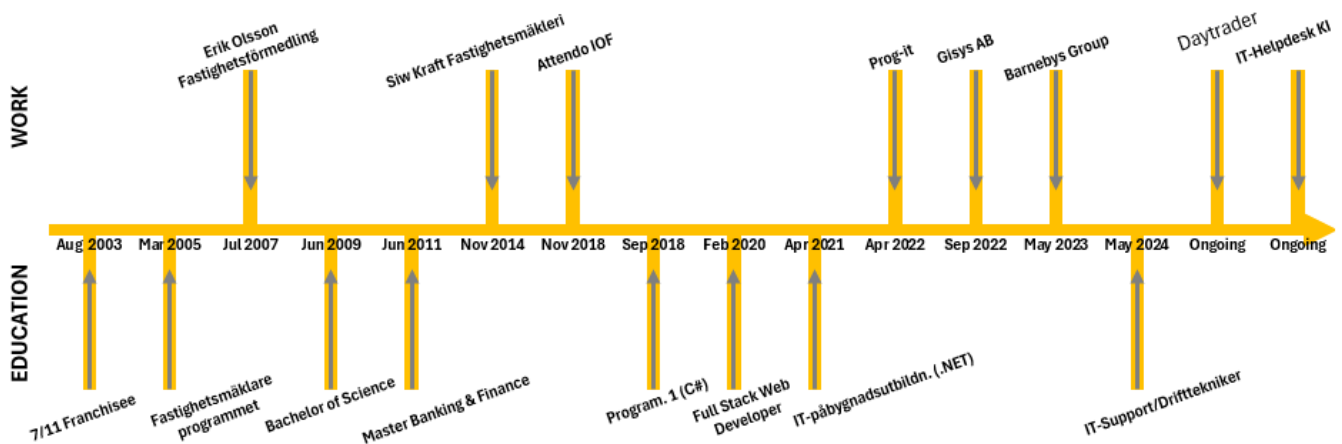 WORK
Erik Olsson
Fastighetsförmedling
Siw Kraft Fastighetsmäkleri
Attendo IOF
Prog-it
Gisys AB
Barnebys Group
Daytrader
IT-Helpdesk KI
Aug 2003
Mar 2005
Jul 2007
Jun 2009
Jun 2011
Nov 2014
Nov 2018
Sep 2018
Feb 2020
Apr 2021
Apr 2022
Sep 2022
May 2023
May 2024
Ongoing
Ongoing
EDUCATION
7/11 Franchisee
Fastighetsmäklare
programmet
Bachelor of Science
Master Banking & Finance
Program. 1 (C#)
Full Stack Web
Developer
IT-påbygnadsutbildn. (.NET)
IT-Support/Drifttekniker